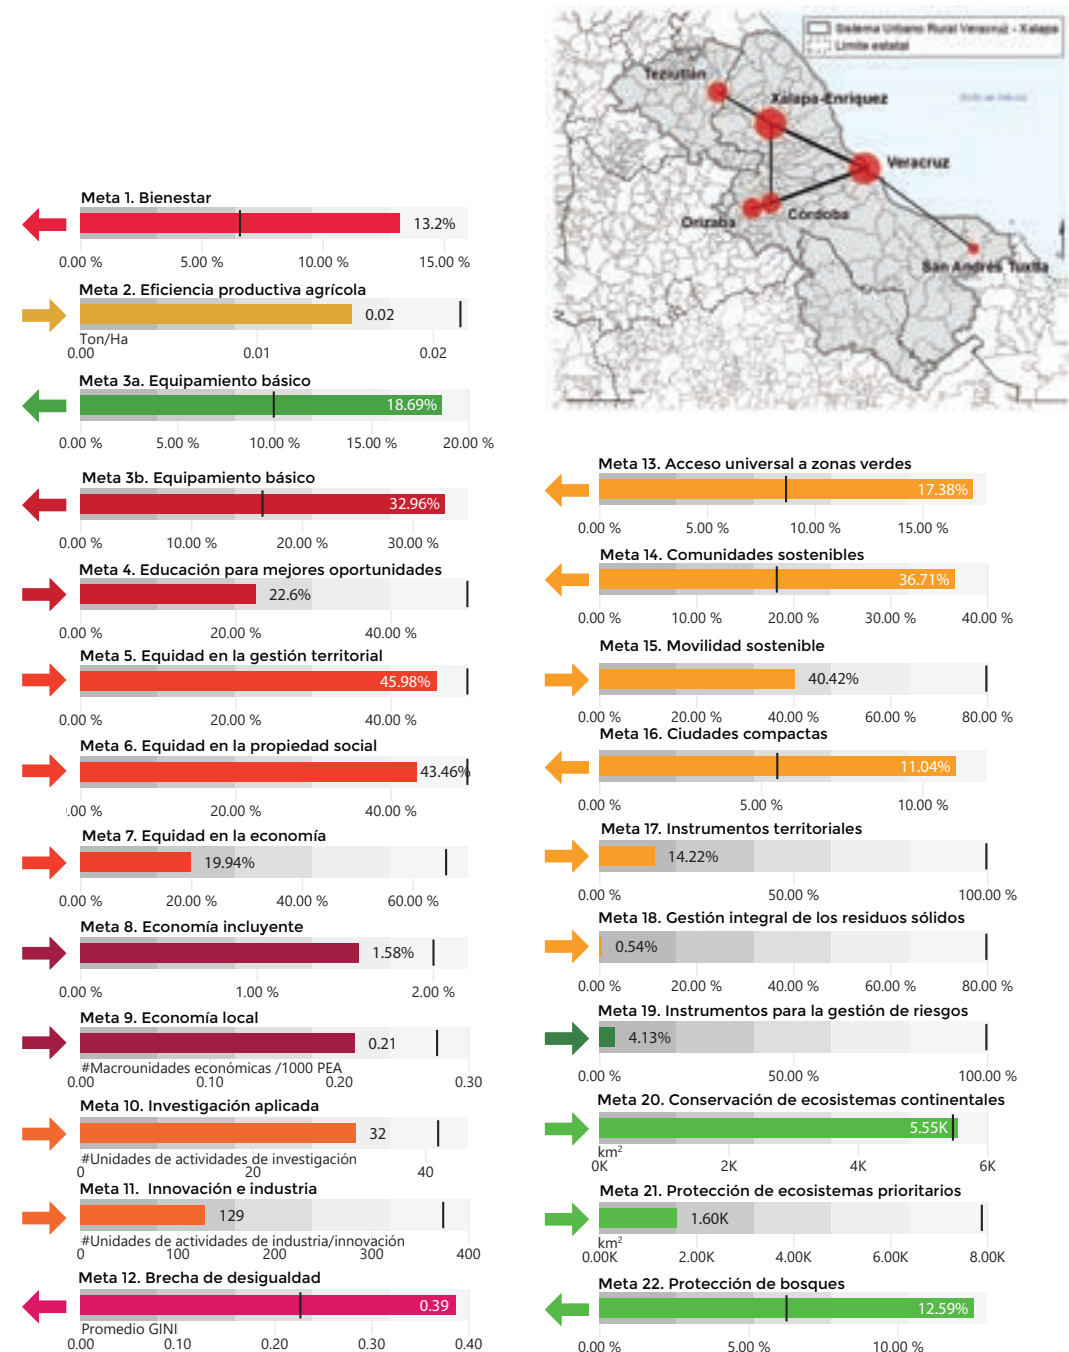 Sistema Urbano Rural Veracruz - Xalapa
Límite estatal
Teziutlán
Xalapa-Enríquez
Veracruz
Orizaba
Córdoba
San Andrés Tuxtla
Meta 1. Bienestar
13.2%
0.00 % 5.00 % 10.00 % 15.00 %
Meta 2. Eficiencia productiva agrícola
0.02
Ton/Ha
0.00 0.01 0.02
Meta 3a. Equipamiento básico
18.69%
0.00 % 5.00 % 10.00 % 15.00 % 20.00 %
Meta 3b. Equipamiento básico
32.96%
0.00 % 10.00 % 20.00 % 30.00 %
Meta 4. Educación para mejores oportunidades
22.6%
0.00 % 20.00 % 40.00 %
Meta 5. Equidad en la gestión territorial
45.98%
0.00 % 20.00 % 40.00 %
Meta 6. Equidad en la propiedad social
43.46%
0.00 % 20.00 % 40.00 %
Meta 7. Equidad en la economía
19.94%
0.00 % 20.00 % 40.00 % 60.00 %
Meta 8. Economía incluyente
1.58%
0.00 % 1.00 % 2.00 %
Meta 9. Economía local
0.21
#Macrounidades económicas /1000 PEA
0.00 0.10 0.20 0.30
Meta 10. Investigación aplicada
32
#Unidades de actividades de investigación
0 20 40
Meta 11. Innovación e industria
129
#Unidades de actividades de industria/innovación
0 100 200 300 400
Meta 12. Brecha de desigualdad
0.39
Promedio GINI
0.00 0.10 0.20 0.30 0.40
Meta 13. Acceso universal a zonas verdes
17.38%
0.00 % 5.00 % 10.00 % 15.00 %
Meta 14. Comunidades sostenibles
36.71%
0.00 % 10.00 % 20.00 % 30.00 % 40.00 %
Meta 15. Movilidad sostenible
40.42%
0.00 % 20.00 % 40.00 % 60.00 % 80.00 %
Meta 16. Ciudades compactas
11.04%
0.00 % 5.00 % 10.00 %
Meta 17. Instrumentos territoriales
14.22%
0.00 % 50.00 % 100.00 %
Meta 18. Gestión integral de los residuos sólidos
0.54%
0.00 % 20.00 % 40.00 % 60.00 % 80.00 %
Meta 19. Instrumentos para la gestión de riesgos
4.13%
0.00 % 50.00 % 100.00 %
Meta 20. Conservación de ecosistemas continentales
5.55K
km²
0K 2K 4K 6K
Meta 21. Protección de ecosistemas prioritarios
1.60K
km²
0.00K 2.00K 4.00K 6.00K 8.00K
Meta 22. Protección de bosques
12.59%
0.00 % 5.00 % 10.00 %